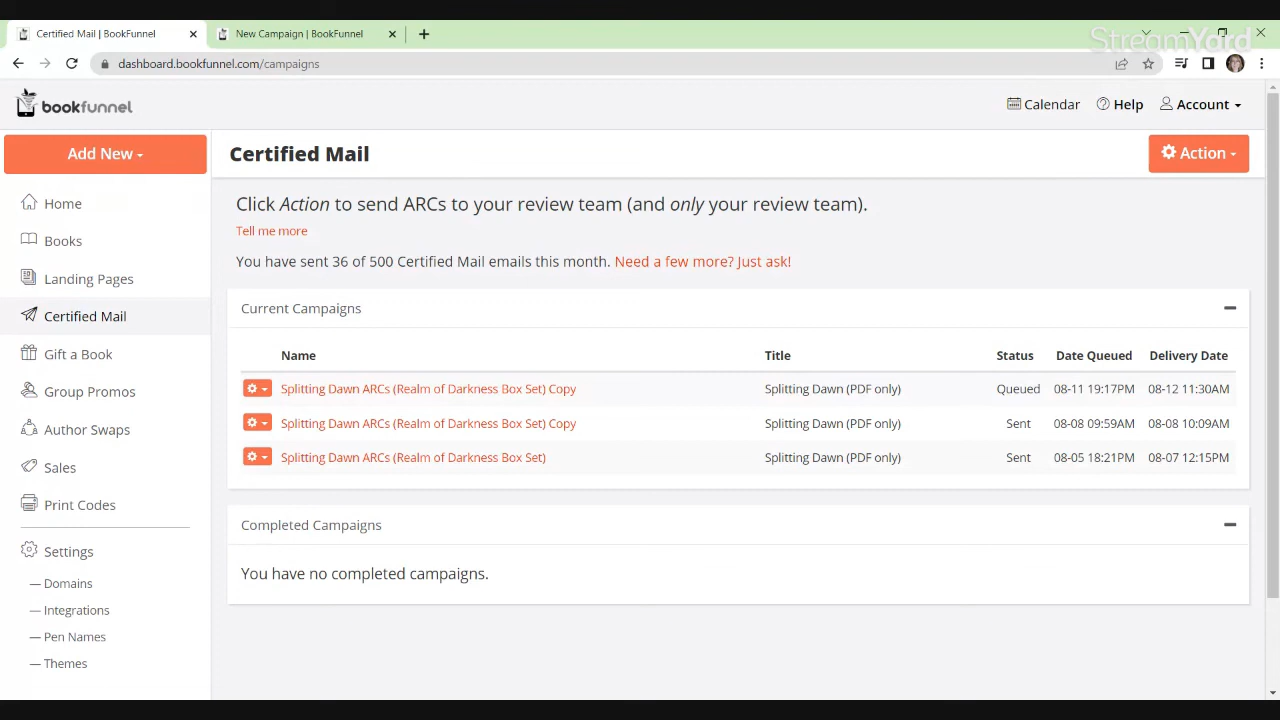 Certified Mail | BookFunnel
New Campaign | BookFunnel
StreamYard
dashboard.bookfunnel.com/campaigns
bookfunnel
Calendar
Help
Account
Add New
Certified Mail
Action
Home
Books
Landing Pages
Certified Mail
Gift a Book
Group Promos
Author Swaps
Sales
Print Codes
Settings
— Domains
— Integrations
— Pen Names
— Themes
Click Action to send ARCs to your review team (and only your review team).
Tell me more
You have sent 36 of 500 Certified Mail emails this month. Need a few more? Just ask!
Current Campaigns
Name Title Status Date Queued Delivery Date
Splitting Dawn ARCs (Realm of Darkness Box Set) Copy Splitting Dawn (PDF only) Queued 08-11 19:17PM 08-12 11:30AM
Splitting Dawn ARCs (Realm of Darkness Box Set) Copy Splitting Dawn (PDF only) Sent 08-08 09:59AM 08-08 10:09AM
Splitting Dawn ARCs (Realm of Darkness Box Set) Splitting Dawn (PDF only) Sent 08-05 18:21PM 08-07 12:15PM
Completed Campaigns
You have no completed campaigns.